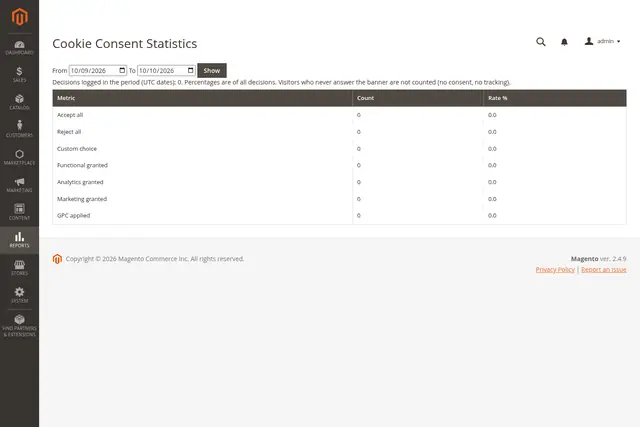 Cookie Consent Statistics
admin
From 10/09/2026 To 10/10/2026 Show
Decisions logged in the period (UTC dates): 0. Percentages are of all decisions. Visitors who never answer the banner are not counted (no consent, no tracking).
Metric Count Rate %
Accept all 0 0.0
Reject all 0 0.0
Custom choice 0 0.0
Functional granted 0 0.0
Analytics granted 0 0.0
Marketing granted 0 0.0
GPC applied 0 0.0
DASHBOARD
SALES
CATALOG
CUSTOMERS
MARKETPLACE
MARKETING
CONTENT
REPORTS
STORES
SYSTEM
FIND PARTNERS
& EXTENSIONS
Copyright © 2026 Magento Commerce Inc. All rights reserved.
Magento ver. 2.4.9
Privacy Policy | Report an Issue